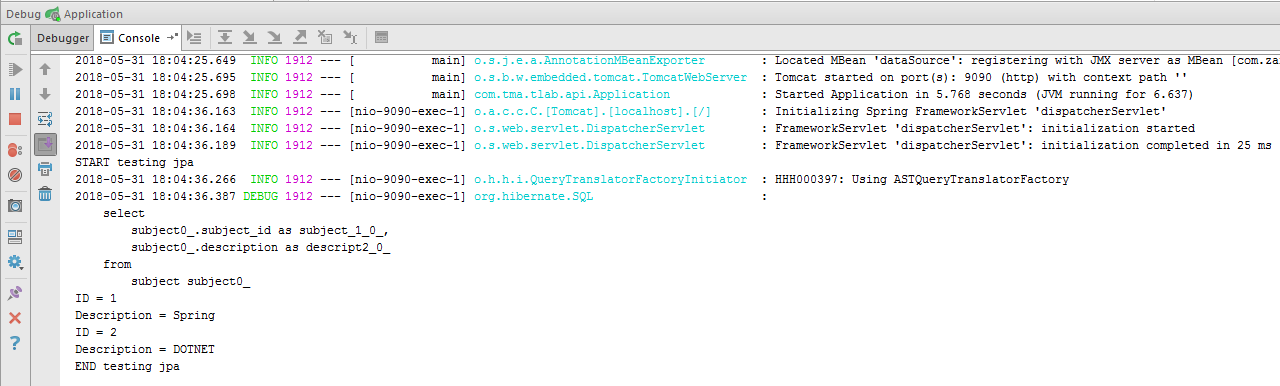 Debug Application
Debugger Console
2018-05-31 18:04:25.649  INFO 1912 --- [           main] o.s.j.e.a.AnnotationMBeanExporter        : Located MBean 'dataSource': registering with JMX server as MBean [com.za
2018-05-31 18:04:25.695  INFO 1912 --- [           main] o.s.b.w.embedded.tomcat.TomcatWebServer  : Tomcat started on port(s): 9090 (http) with context path ''
2018-05-31 18:04:25.698  INFO 1912 --- [           main] com.tma.tlab.api.Application             : Started Application in 5.768 seconds (JVM running for 6.637)
2018-05-31 18:04:36.163  INFO 1912 --- [nio-9090-exec-1] o.a.c.c.C.[Tomcat].[localhost].[/]       : Initializing Spring FrameworkServlet 'dispatcherServlet'
2018-05-31 18:04:36.164  INFO 1912 --- [nio-9090-exec-1] o.s.web.servlet.DispatcherServlet        : FrameworkServlet 'dispatcherServlet': initialization started
2018-05-31 18:04:36.189  INFO 1912 --- [nio-9090-exec-1] o.s.web.servlet.DispatcherServlet        : FrameworkServlet 'dispatcherServlet': initialization completed in 25 ms
START testing jpa
2018-05-31 18:04:36.266  INFO 1912 --- [nio-9090-exec-1] o.h.h.i.QueryTranslatorFactoryInitiator  : HHH000397: Using ASTQueryTranslatorFactory
2018-05-31 18:04:36.387 DEBUG 1912 --- [nio-9090-exec-1] org.hibernate.SQL                        :
    select
        subject0_.subject_id as subject_1_0_,
        subject0_.description as descript2_0_
    from
        subject subject0_
ID = 1
Description = Spring
ID = 2
Description = DOTNET
END testing jpa